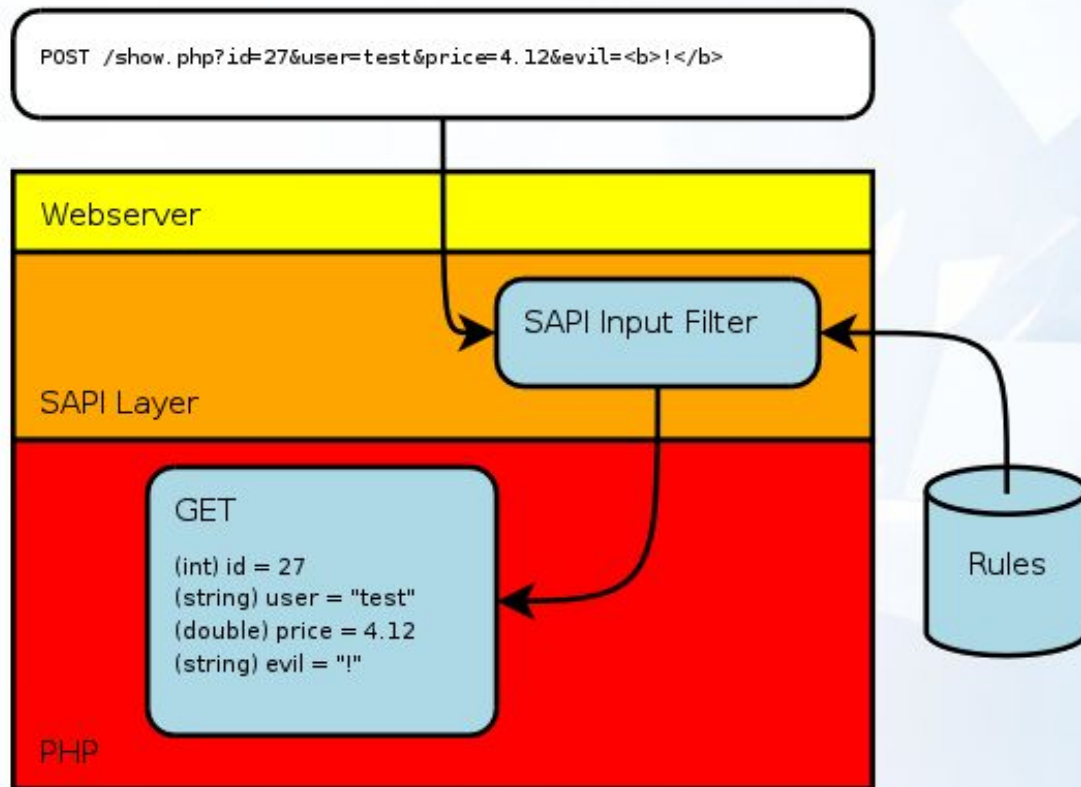 POST /show.php?id=27&user=test&price=4.12&evil=<b>!</b>
Webserver
SAPI Input Filter
SAPI Layer
GET
(int) id = 27
(string) user = "test"
(double) price = 4.12
(string) evil = "!"
Rules
PHP